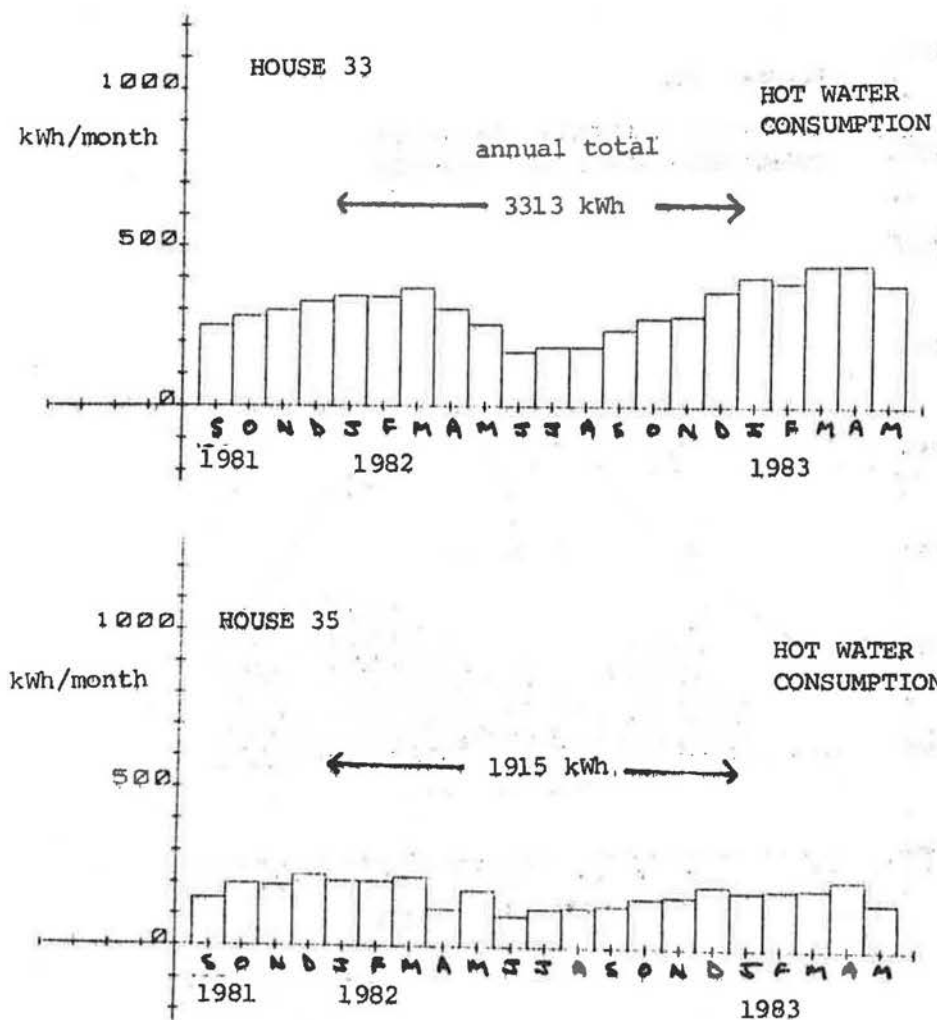 HOUSE 33
1000
HOT WATER
CONSUMPTION
kWh/month
annual total
3313 kWh
500
0
S O N D J F M A M J J A S O N D J F M A M
1981 1982 1983
HOUSE 35
1000
HOT WATER
CONSUMPTION
kWh/month
1915 kWh
500
0
S O N D J F M A M J J A S O N D J F M A M
1981 1982 1983